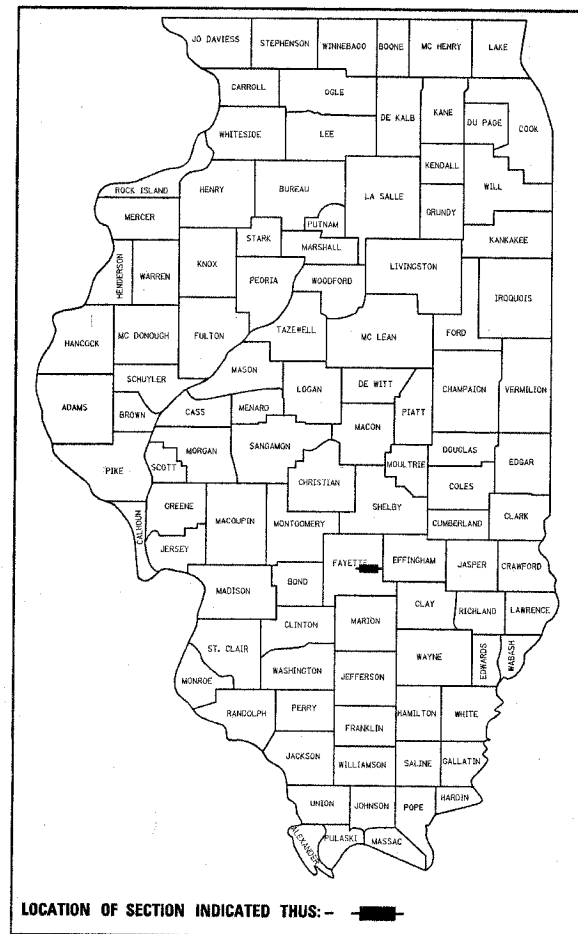 JO DAVIESS STEPHENSON WINNEBAGO BOONE MC HENRY LAKE
CARROLL OGLE DE KALB KANE DU PAGE COOK
WHITESIDE LEE
KENDALL WILL
ROCK ISLAND HENRY BUREAU LA SALLE GRUNDY
MERCER PUTNAM
STARK MARSHALL KANKAKEE
HENDERSON WARREN KNOX PEORIA WOODFORD LIVINGSTON
IROQUOIS
HANCOCK MC DONOUGH FULTON TAZEWELL MC LEAN FORD
MASON
SCHUYLER LOGAN DE WITT CHAMPAIGN VERMILION
ADAMS BROWN CASS MENARD PIATT
MACON
MORGAN SANGAMON DOUGLAS EDGAR
PIKE SCOTT CHRISTIAN MOULTRIE
COLES
CALHOUN GREENE MACOUPIN MONTGOMERY SHELBY CUMBERLAND CLARK
JERSEY FAYETTE EFFINGHAM JASPER CRAWFORD
MADISON BOND
CLAY RICHLAND LAWRENCE
CLINTON MARION
ST. CLAIR WAYNE EDWARDS WABASH
MONROE WASHINGTON JEFFERSON
RANDOLPH PERRY HAMILTON WHITE
FRANKLIN
JACKSON WILLIAMSON SALINE GALLATIN
UNION JOHNSON POPE HARDIN
ALEXANDER PULASKI MASSAC
LOCATION OF SECTION INDICATED THUS: -